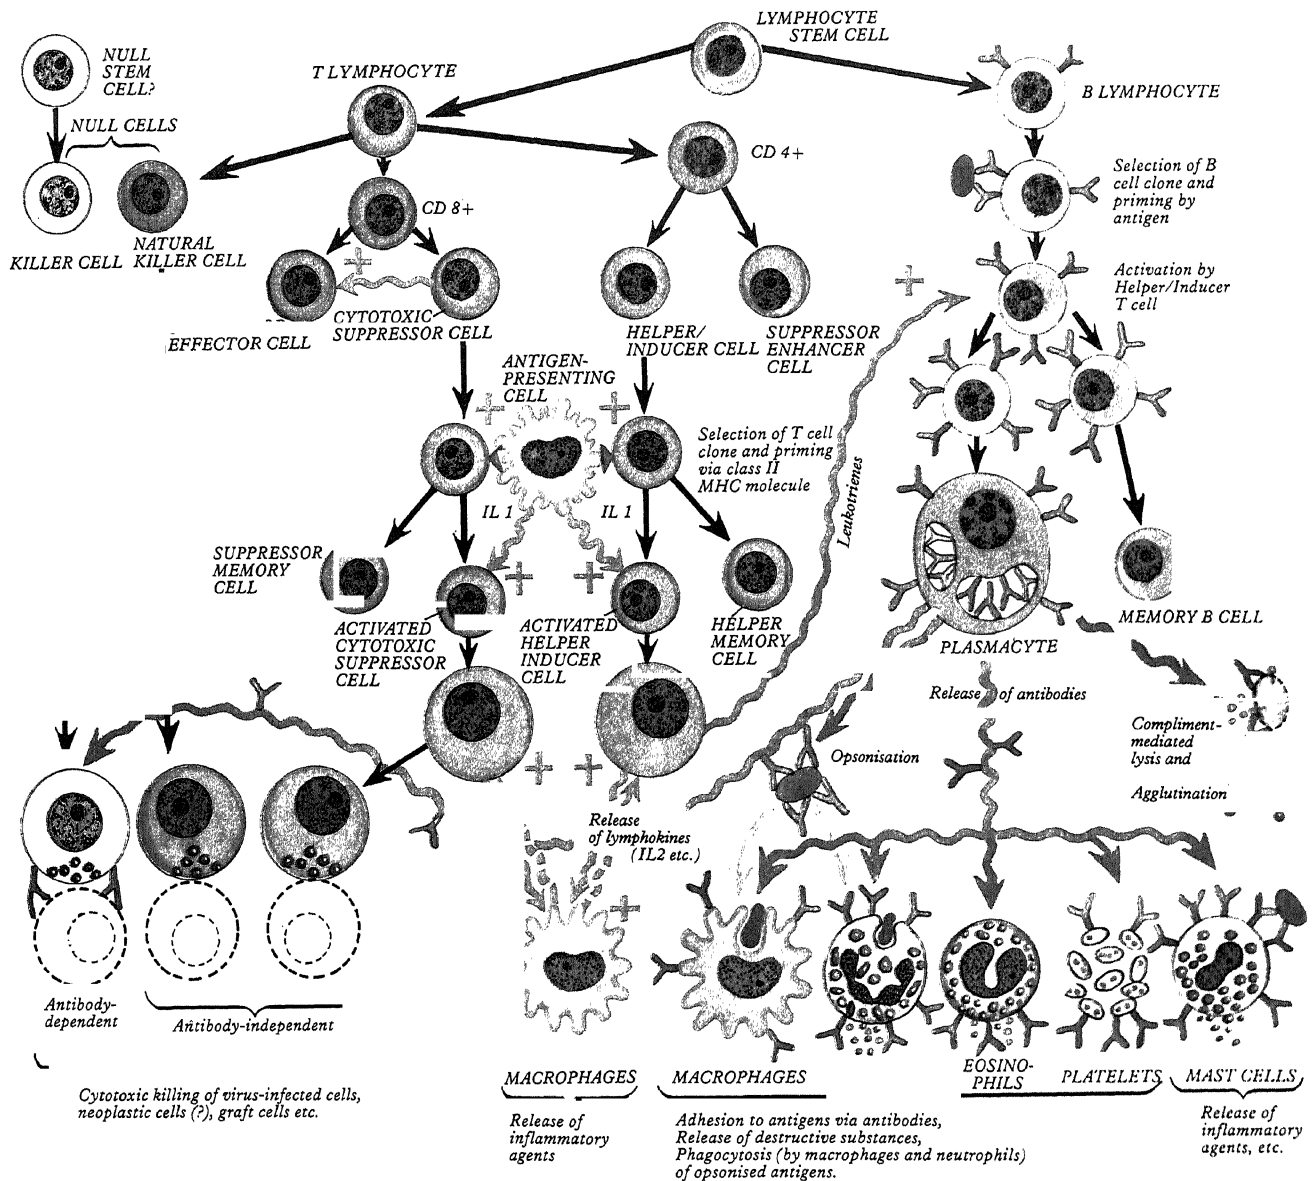 LYMPHOCYTE
STEM CELL
NULL
STEM
CELL?
T LYMPHOCYTE
B LYMPHOCYTE
NULL CELLS
CD 4+
Selection of B
cell clone and
priming by
antigen
CD 8+
KILLER CELL
NATURAL
KILLER CELL
Activation by
Helper/Inducer
T cell
+
+
EFFECTOR CELL
CYTOTOXIC
SUPPRESSOR CELL
HELPER/
INDUCER CELL
SUPPRESSOR
ENHANCER
CELL
ANTIGEN-
PRESENTING
CELL
+
+
Selection of T cell
clone and priming
via class II
MHC molecule
Leukotrienes
IL 1
IL 1
SUPPRESSOR
MEMORY
CELL
+
+
ACTIVATED
CYTOTOXIC
SUPPRESSOR
CELL
ACTIVATED
HELPER
INDUCER
CELL
HELPER
MEMORY
CELL
PLASMACYTE
MEMORY B CELL
Release of antibodies
Compliment-
mediated
lysis and
Agglutination
Opsonisation
+
+
Release
of lymphokines
(IL2 etc.)
+
Antibody-
dependent
Antibody-independent
Cytotoxic killing of virus-infected cells,
neoplastic cells (?), graft cells etc.
MACROPHAGES
Release of
inflammatory
agents
MACROPHAGES
EOSINO-
PHILS
PLATELETS
MAST CELLS
Adhesion to antigens via antibodies,
Release of destructive substances,
Phagocytosis (by macrophages and neutrophils)
of opsonised antigens.
Release of
inflammatory
agents, etc.